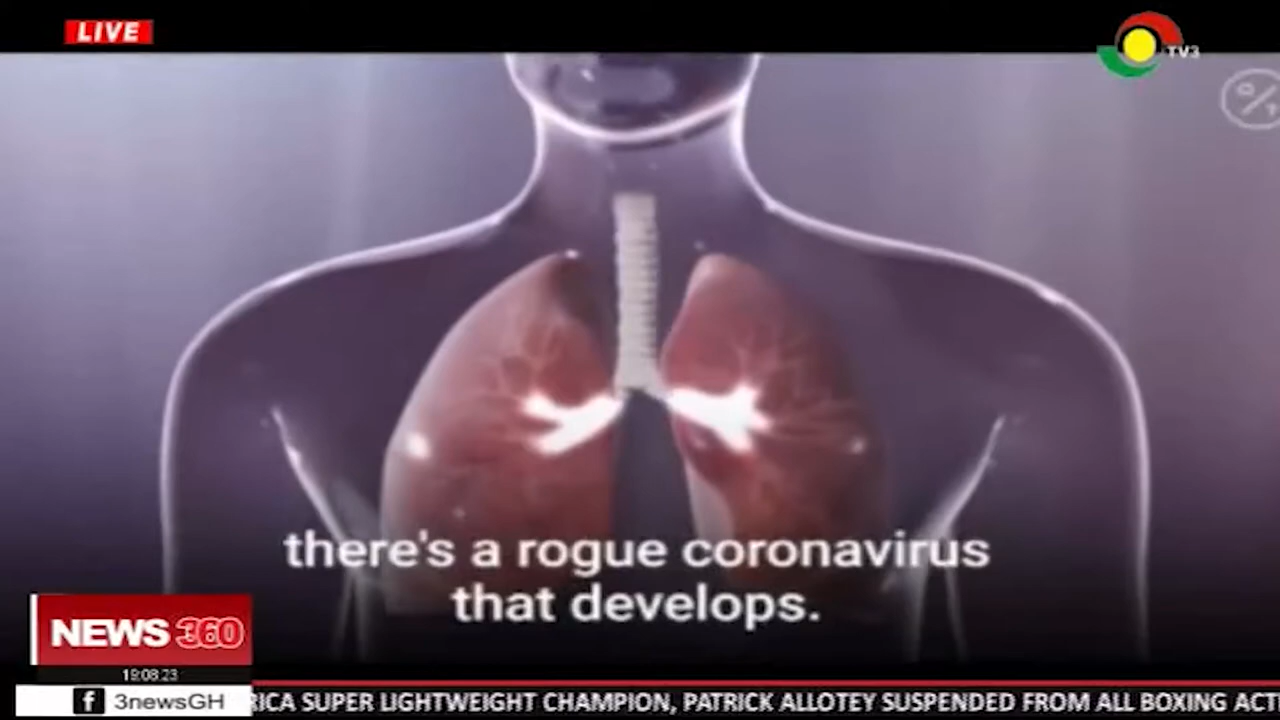 LIVE
TV3
there's a rogue coronavirus
that develops.
NEWS 360
19:08:23
3newsGH
RICA SUPER LIGHTWEIGHT CHAMPION, PATRICK ALLOTEY SUSPENDED FROM ALL BOXING ACT